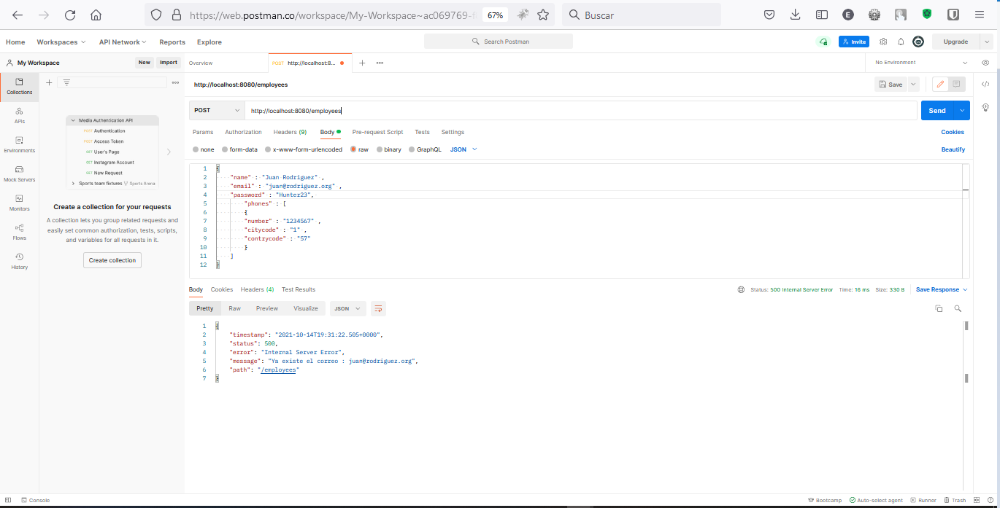 https://web.postman.co/workspace/My-Workspace~ac069769-f
67%
Buscar
Home Workspaces API Network Reports Explore
Search Postman
Invite
Upgrade
My Workspace
New Import
Overview
POST http://localhost:8...
No Environment
Collections
APIs
Environments
Mock Servers
Monitors
Flows
History
Media Authentication API
POST Authentication
POST Access Token
GET User's Page
GET Instagram Account
GET New Request
Sports team fixtures Sports Arena
Create a collection for your requests
A collection lets you group related requests and
easily set common authorization, tests, scripts,
and variables for all requests in it.
Create collection
http://localhost:8080/employees
Save
POST http://localhost:8080/employees
Send
Params Authorization Headers (9) Body Pre-request Script Tests Settings
Cookies
none form-data x-www-form-urlencoded raw binary GraphQL JSON
Beautify
1 {
2 "name" : "Juan Rodriguez" ,
3 "email" : "juan@rodriguez.org" ,
4 "password" : "Hunter23",
5 "phones" : [
6 {
7 "number" : "1234567" ,
8 "citycode" : "1" ,
9 "contrycode" : "57"
10 }
11 ]
12 }
Body Cookies Headers (4) Test Results
Status: 500 Internal Server Error Time: 16 ms Size: 330 B
Save Response
Pretty Raw Preview Visualize JSON
1 {
2 "timestamp": "2021-10-14T19:31:22.505+0000",
3 "status": 500,
4 "error": "Internal Server Error",
5 "message": "Ya existe el correo : juan@rodriguez.org",
6 "path": "/employees"
7 }
Console
Bootcamp Auto-select agent Runner Trash